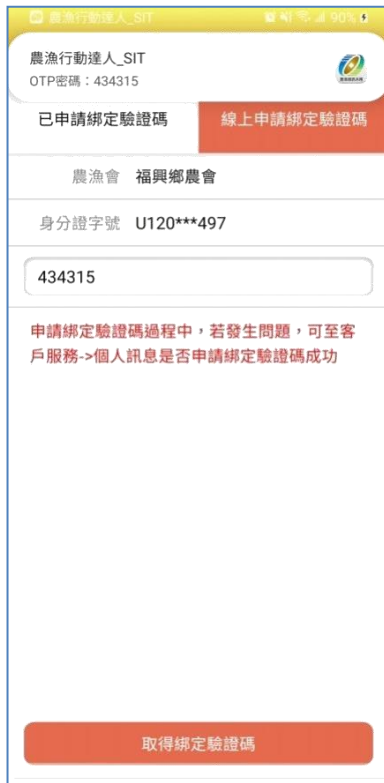 農漁行動達人_SIT
90%
農漁行動達人_SIT
OTP密碼：434315
已申請綁定驗證碼
線上申請綁定驗證碼
農漁會 福興鄉農會
身分證字號 U120***497
434315
申請綁定驗證碼過程中，若發生問題，可至客
戶服務->個人訊息是否申請綁定驗證碼成功
取得綁定驗證碼